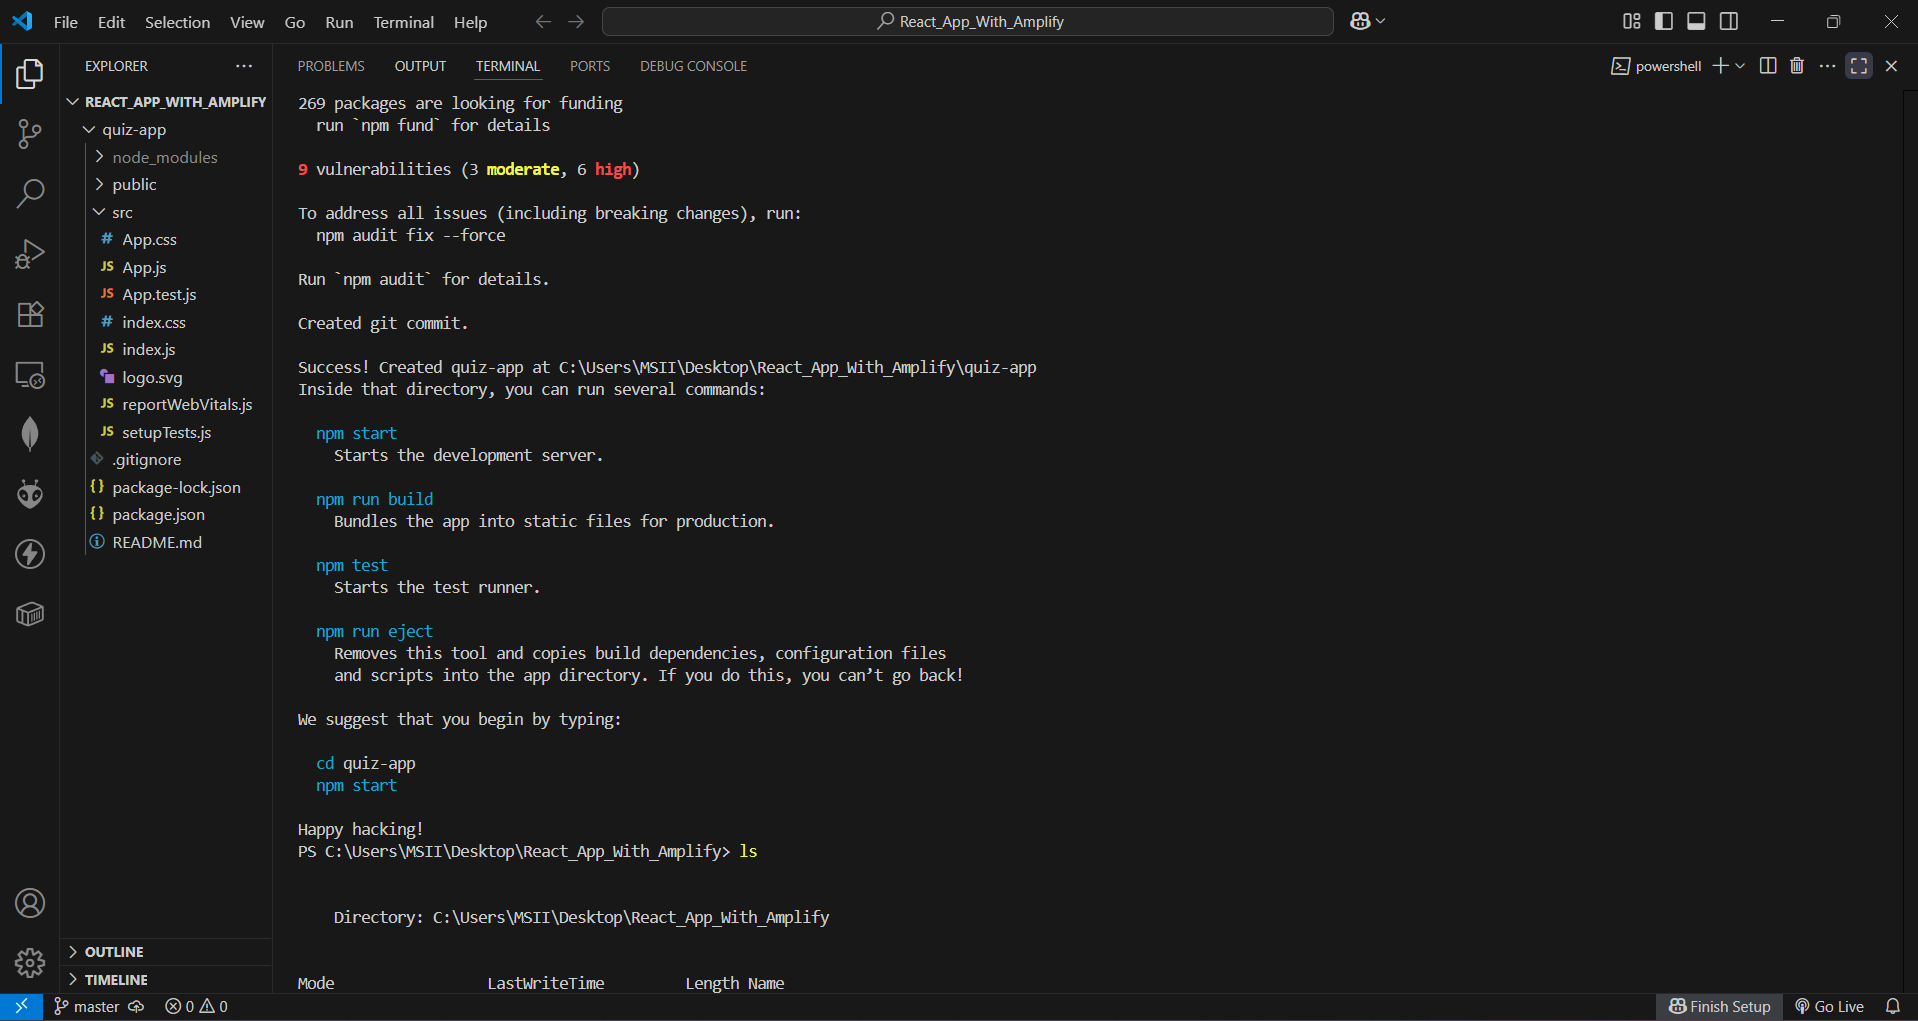 File Edit Selection View Go Run Terminal Help React_App_With_Amplify
EXPLORER
REACT_APP_WITH_AMPLIFY
quiz-app
node_modules
public
src
# App.css
JS App.js
JS App.test.js
# index.css
JS index.js
logo.svg
JS reportWebVitals.js
JS setupTests.js
.gitignore
{} package-lock.json
{} package.json
README.md
OUTLINE
TIMELINE
PROBLEMS OUTPUT TERMINAL PORTS DEBUG CONSOLE powershell
269 packages are looking for funding
run `npm fund` for details
9 vulnerabilities (3 moderate, 6 high)
To address all issues (including breaking changes), run:
npm audit fix --force
Run `npm audit` for details.
Created git commit.
Success! Created quiz-app at C:\Users\MSII\Desktop\React_App_With_Amplify\quiz-app
Inside that directory, you can run several commands:
npm start
Starts the development server.
npm run build
Bundles the app into static files for production.
npm test
Starts the test runner.
npm run eject
Removes this tool and copies build dependencies, configuration files
and scripts into the app directory. If you do this, you can’t go back!
We suggest that you begin by typing:
cd quiz-app
npm start
Happy hacking!
PS C:\Users\MSII\Desktop\React_App_With_Amplify> ls
Directory: C:\Users\MSII\Desktop\React_App_With_Amplify
Mode LastWriteTime Length Name
master 0 0 Finish Setup Go Live